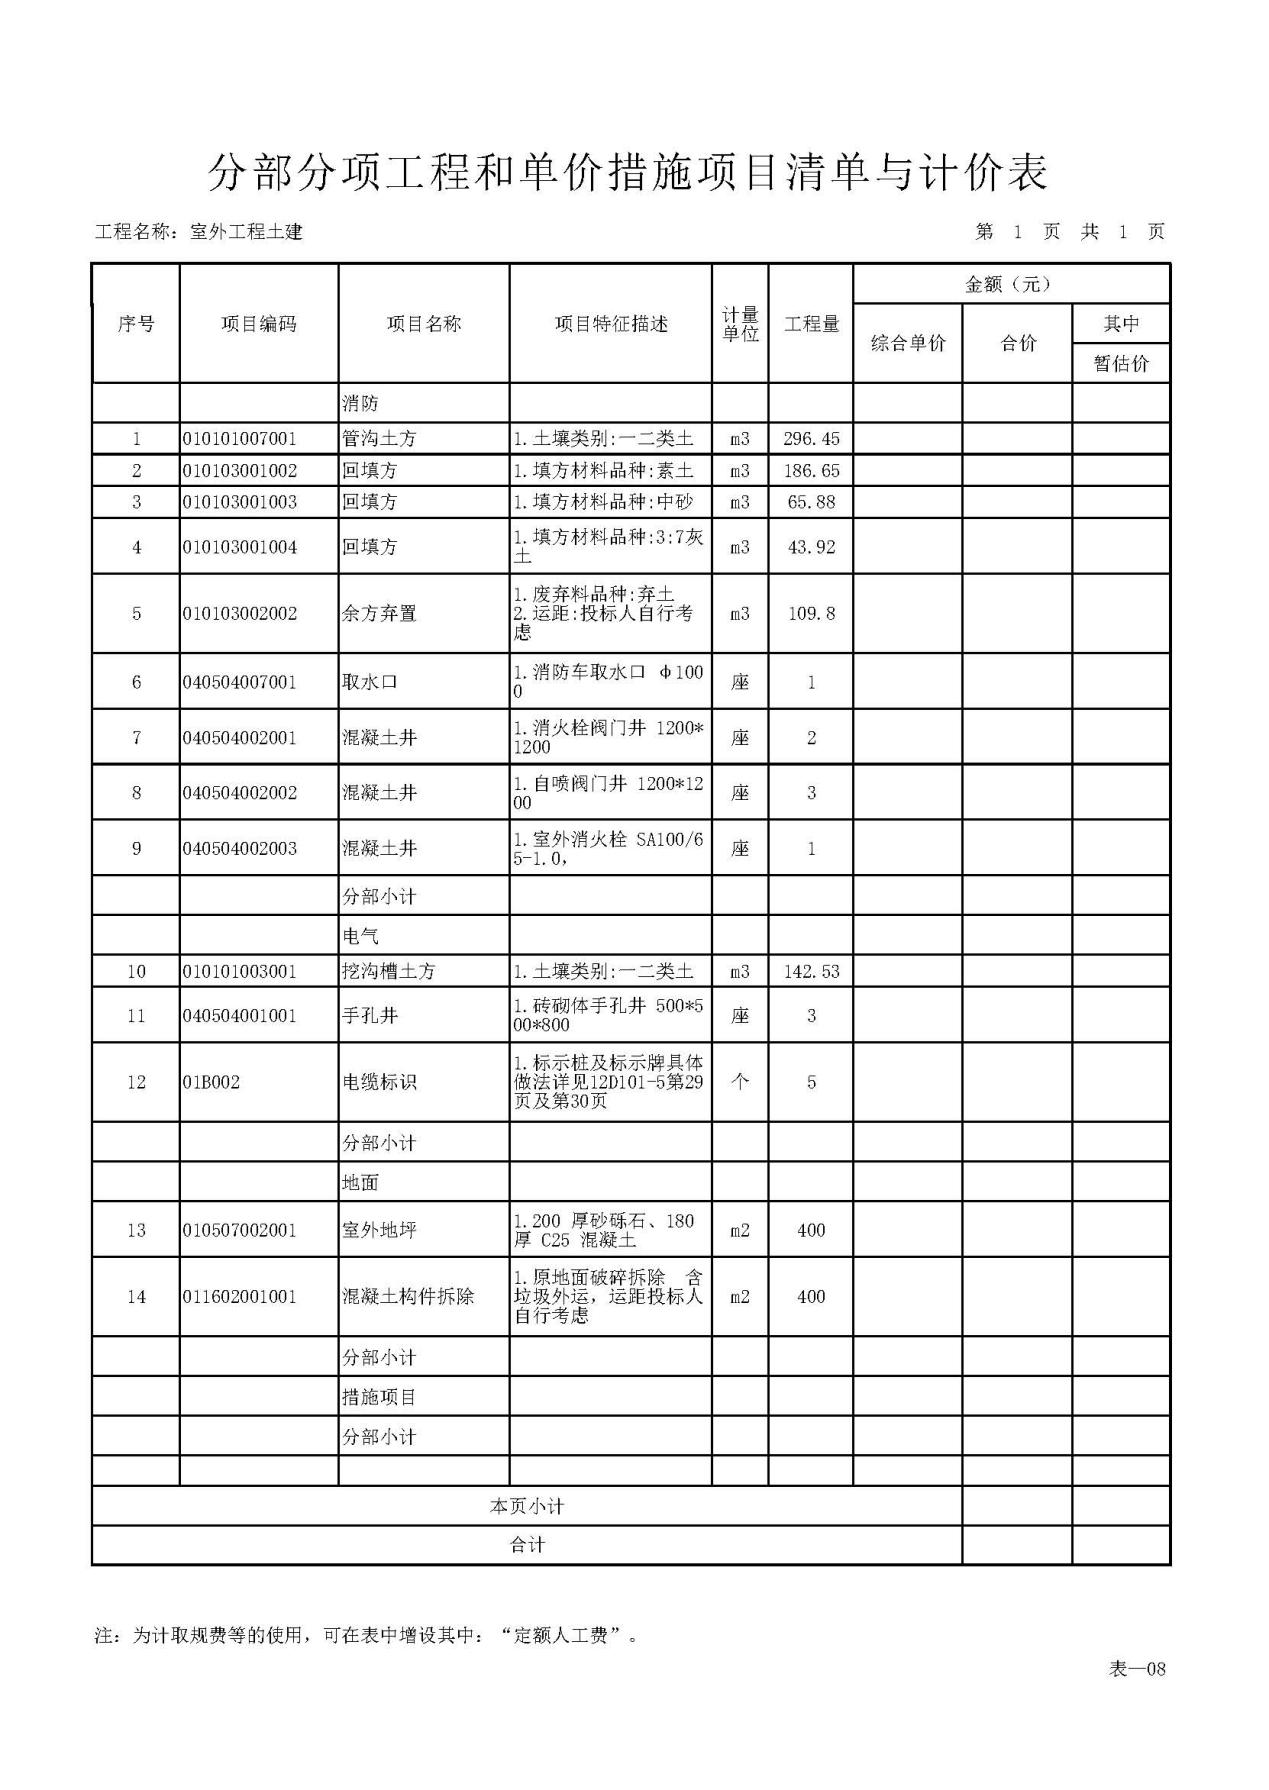 分部分项工程和单价措施项目清单与计价表
工程名称：室外工程土建 第 1 页 共 1 页
序号 项目编码 项目名称 项目特征描述 计量单位 工程量 金额（元）
综合单价 合价 其中
暂估价
消防
1 010101007001 管沟土方 1.土壤类别:一二类土 m3 296.45
2 010103001002 回填方 1.填方材料品种:素土 m3 186.65
3 010103001003 回填方 1.填方材料品种:中砂 m3 65.88
4 010103001004 回填方 1.填方材料品种:3:7灰
土 m3 43.92
5 010103002002 余方弃置 1.废弃料品种:弃土
2.运距:投标人自行考
虑 m3 109.8
6 040504007001 取水口 1.消防车取水口 φ100
0 座 1
7 040504002001 混凝土井 1.消火栓阀门井 1200*
1200 座 2
8 040504002002 混凝土井 1.自喷阀门井 1200*12
00 座 3
9 040504002003 混凝土井 1.室外消火栓 SA100/6
5-1.0, 座 1
分部小计
电气
10 010101003001 挖沟槽土方 1.土壤类别:一二类土 m3 142.53
11 040504001001 手孔井 1.砖砌体手孔井 500*5
00*800 座 3
12 01B002 电缆标识 1.标示桩及标示牌具体
做法详见12D101-5第29
页及第30页 个 5
分部小计
地面
13 010507002001 室外地坪 1.200 厚砂砾石、180
厚 C25 混凝土 m2 400
14 011602001001 混凝土构件拆除 1.原地面破碎拆除 含
垃圾外运，运距投标人
自行考虑 m2 400
分部小计
措施项目
分部小计
本页小计
合计
注：为计取规费等的使用，可在表中增设其中：“定额人工费”。
表—08